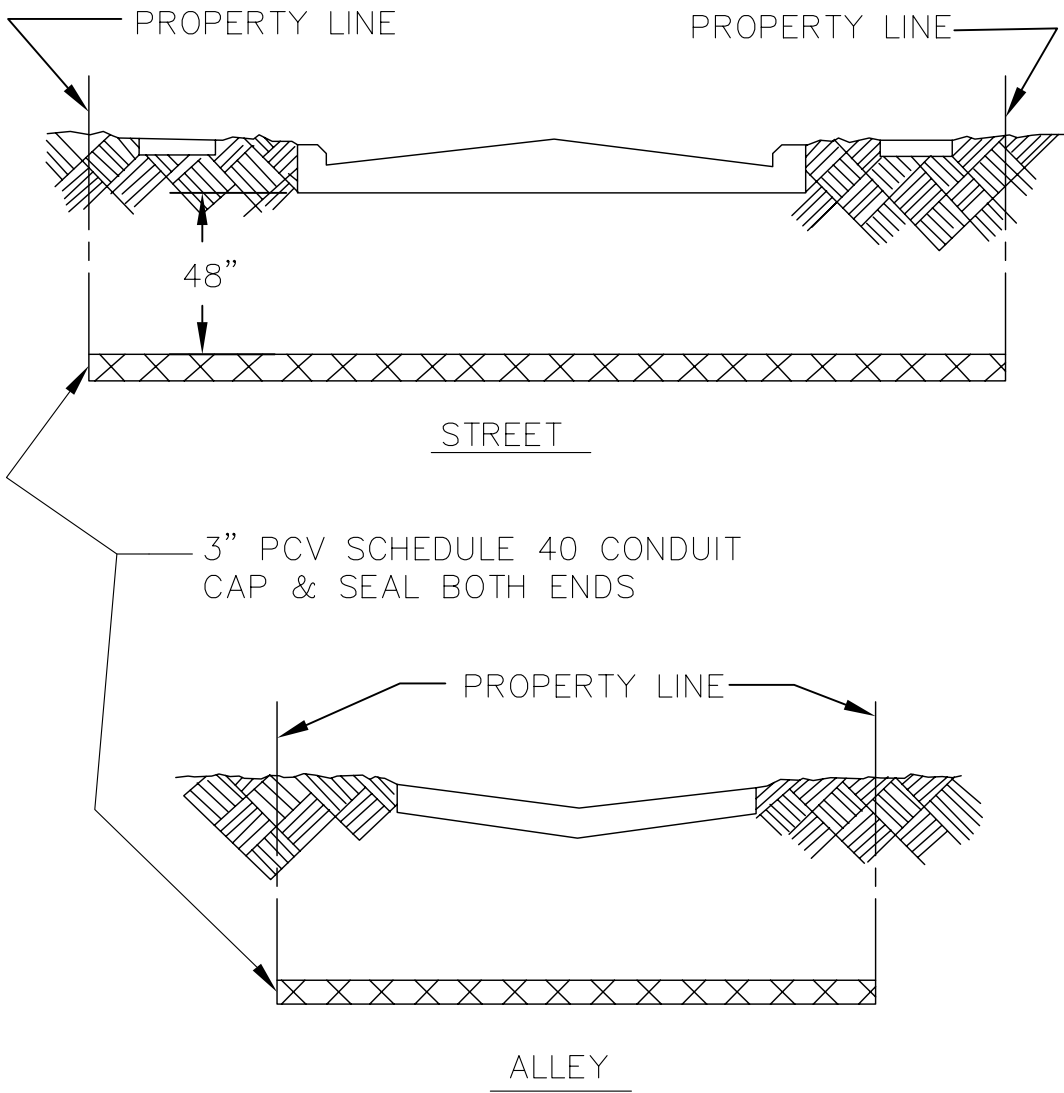 PROPERTY LINE
PROPERTY LINE
48”
STREET
3” PCV SCHEDULE 40 CONDUIT
CAP & SEAL BOTH ENDS
PROPERTY LINE
ALLEY